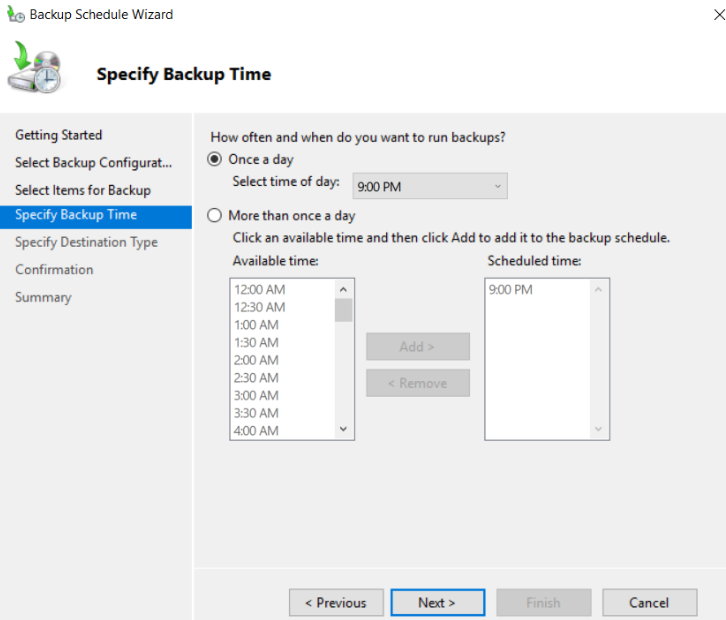 Backup Schedule Wizard
Specify Backup Time
Getting Started
Select Backup Configurat...
Select Items for Backup
Specify Backup Time
Specify Destination Type
Confirmation
Summary
How often and when do you want to run backups?
Once a day
Select time of day: 9:00 PM
More than once a day
Click an available time and then click Add to add it to the backup schedule.
Available time:
12:00 AM
12:30 AM
1:00 AM
1:30 AM
2:00 AM
2:30 AM
3:00 AM
3:30 AM
4:00 AM
Add >
< Remove
Scheduled time:
9:00 PM
< Previous Next > Finish Cancel